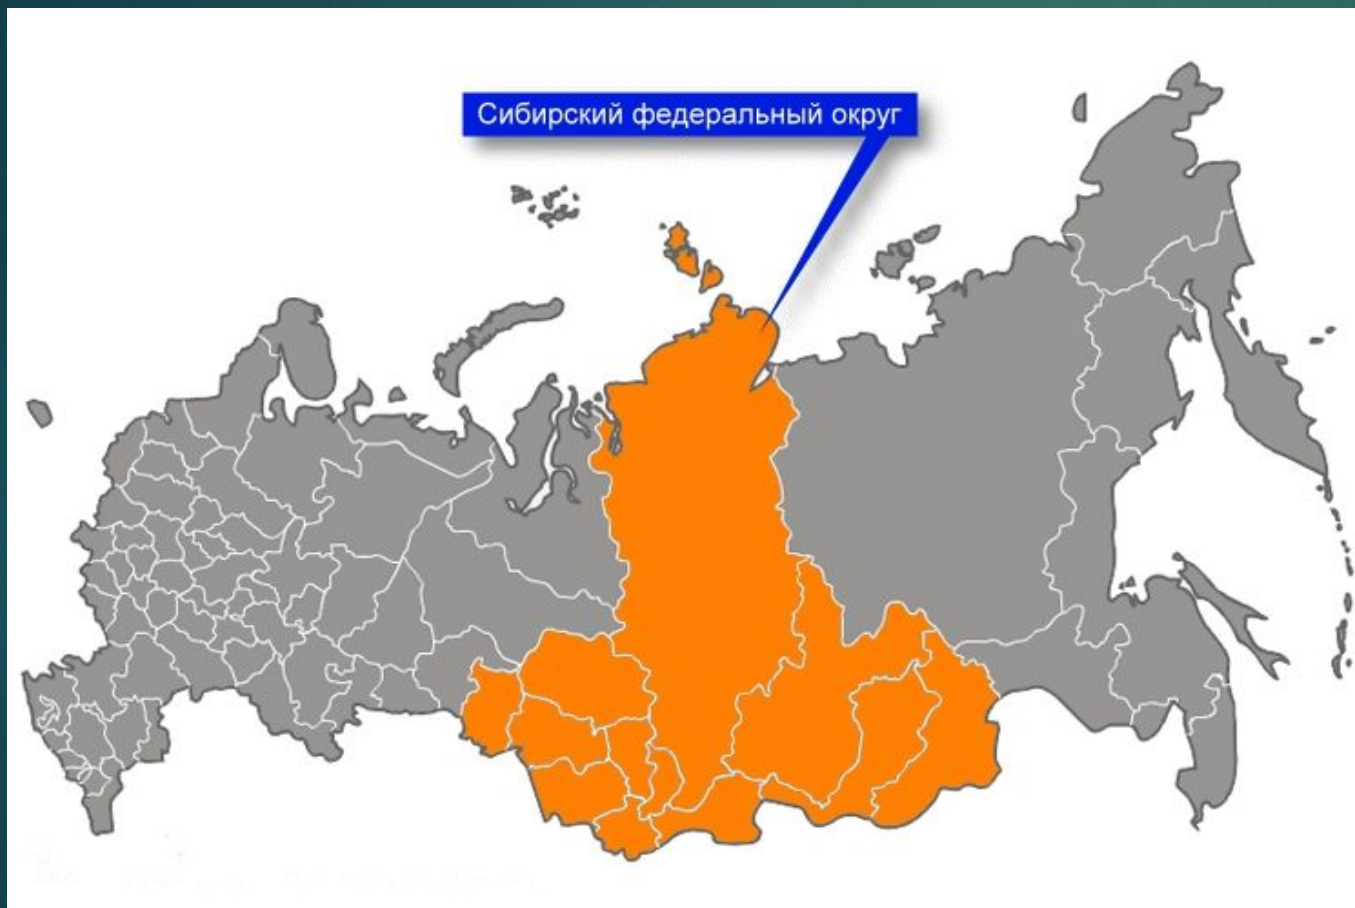 Сибирский федеральный округ